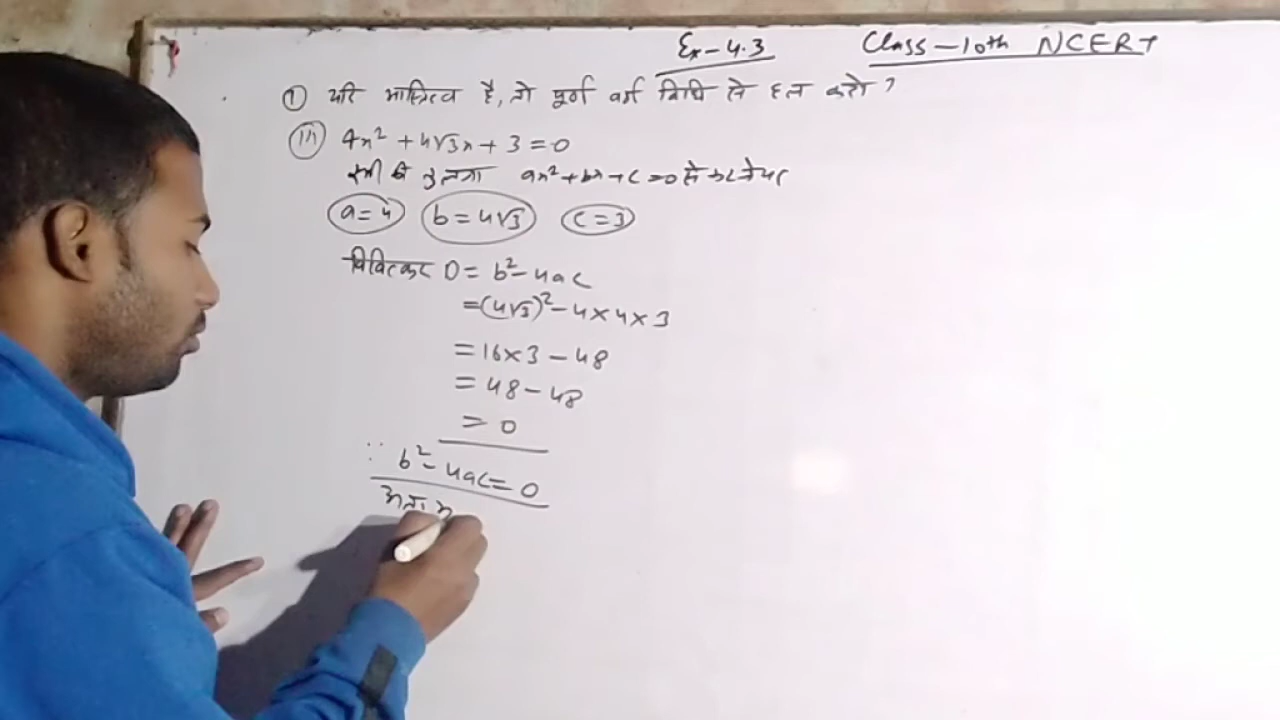 Ex-4.3 Class-10th NCERT
① यदि अस्तित्व है, तो पूर्ण वर्ग विधि से हल करो?
(iii) 4x² + 4√3x + 3 = 0
समी की तुलना ax² + bx + c = 0 से करने पर
a = 4 b = 4√3 c = 3
विविक्तकर D = b² - 4ac
= (4√3)² - 4 × 4 × 3
= 16 × 3 - 48
= 48 - 48
= 0
∵ b² - 4ac = 0
अतः